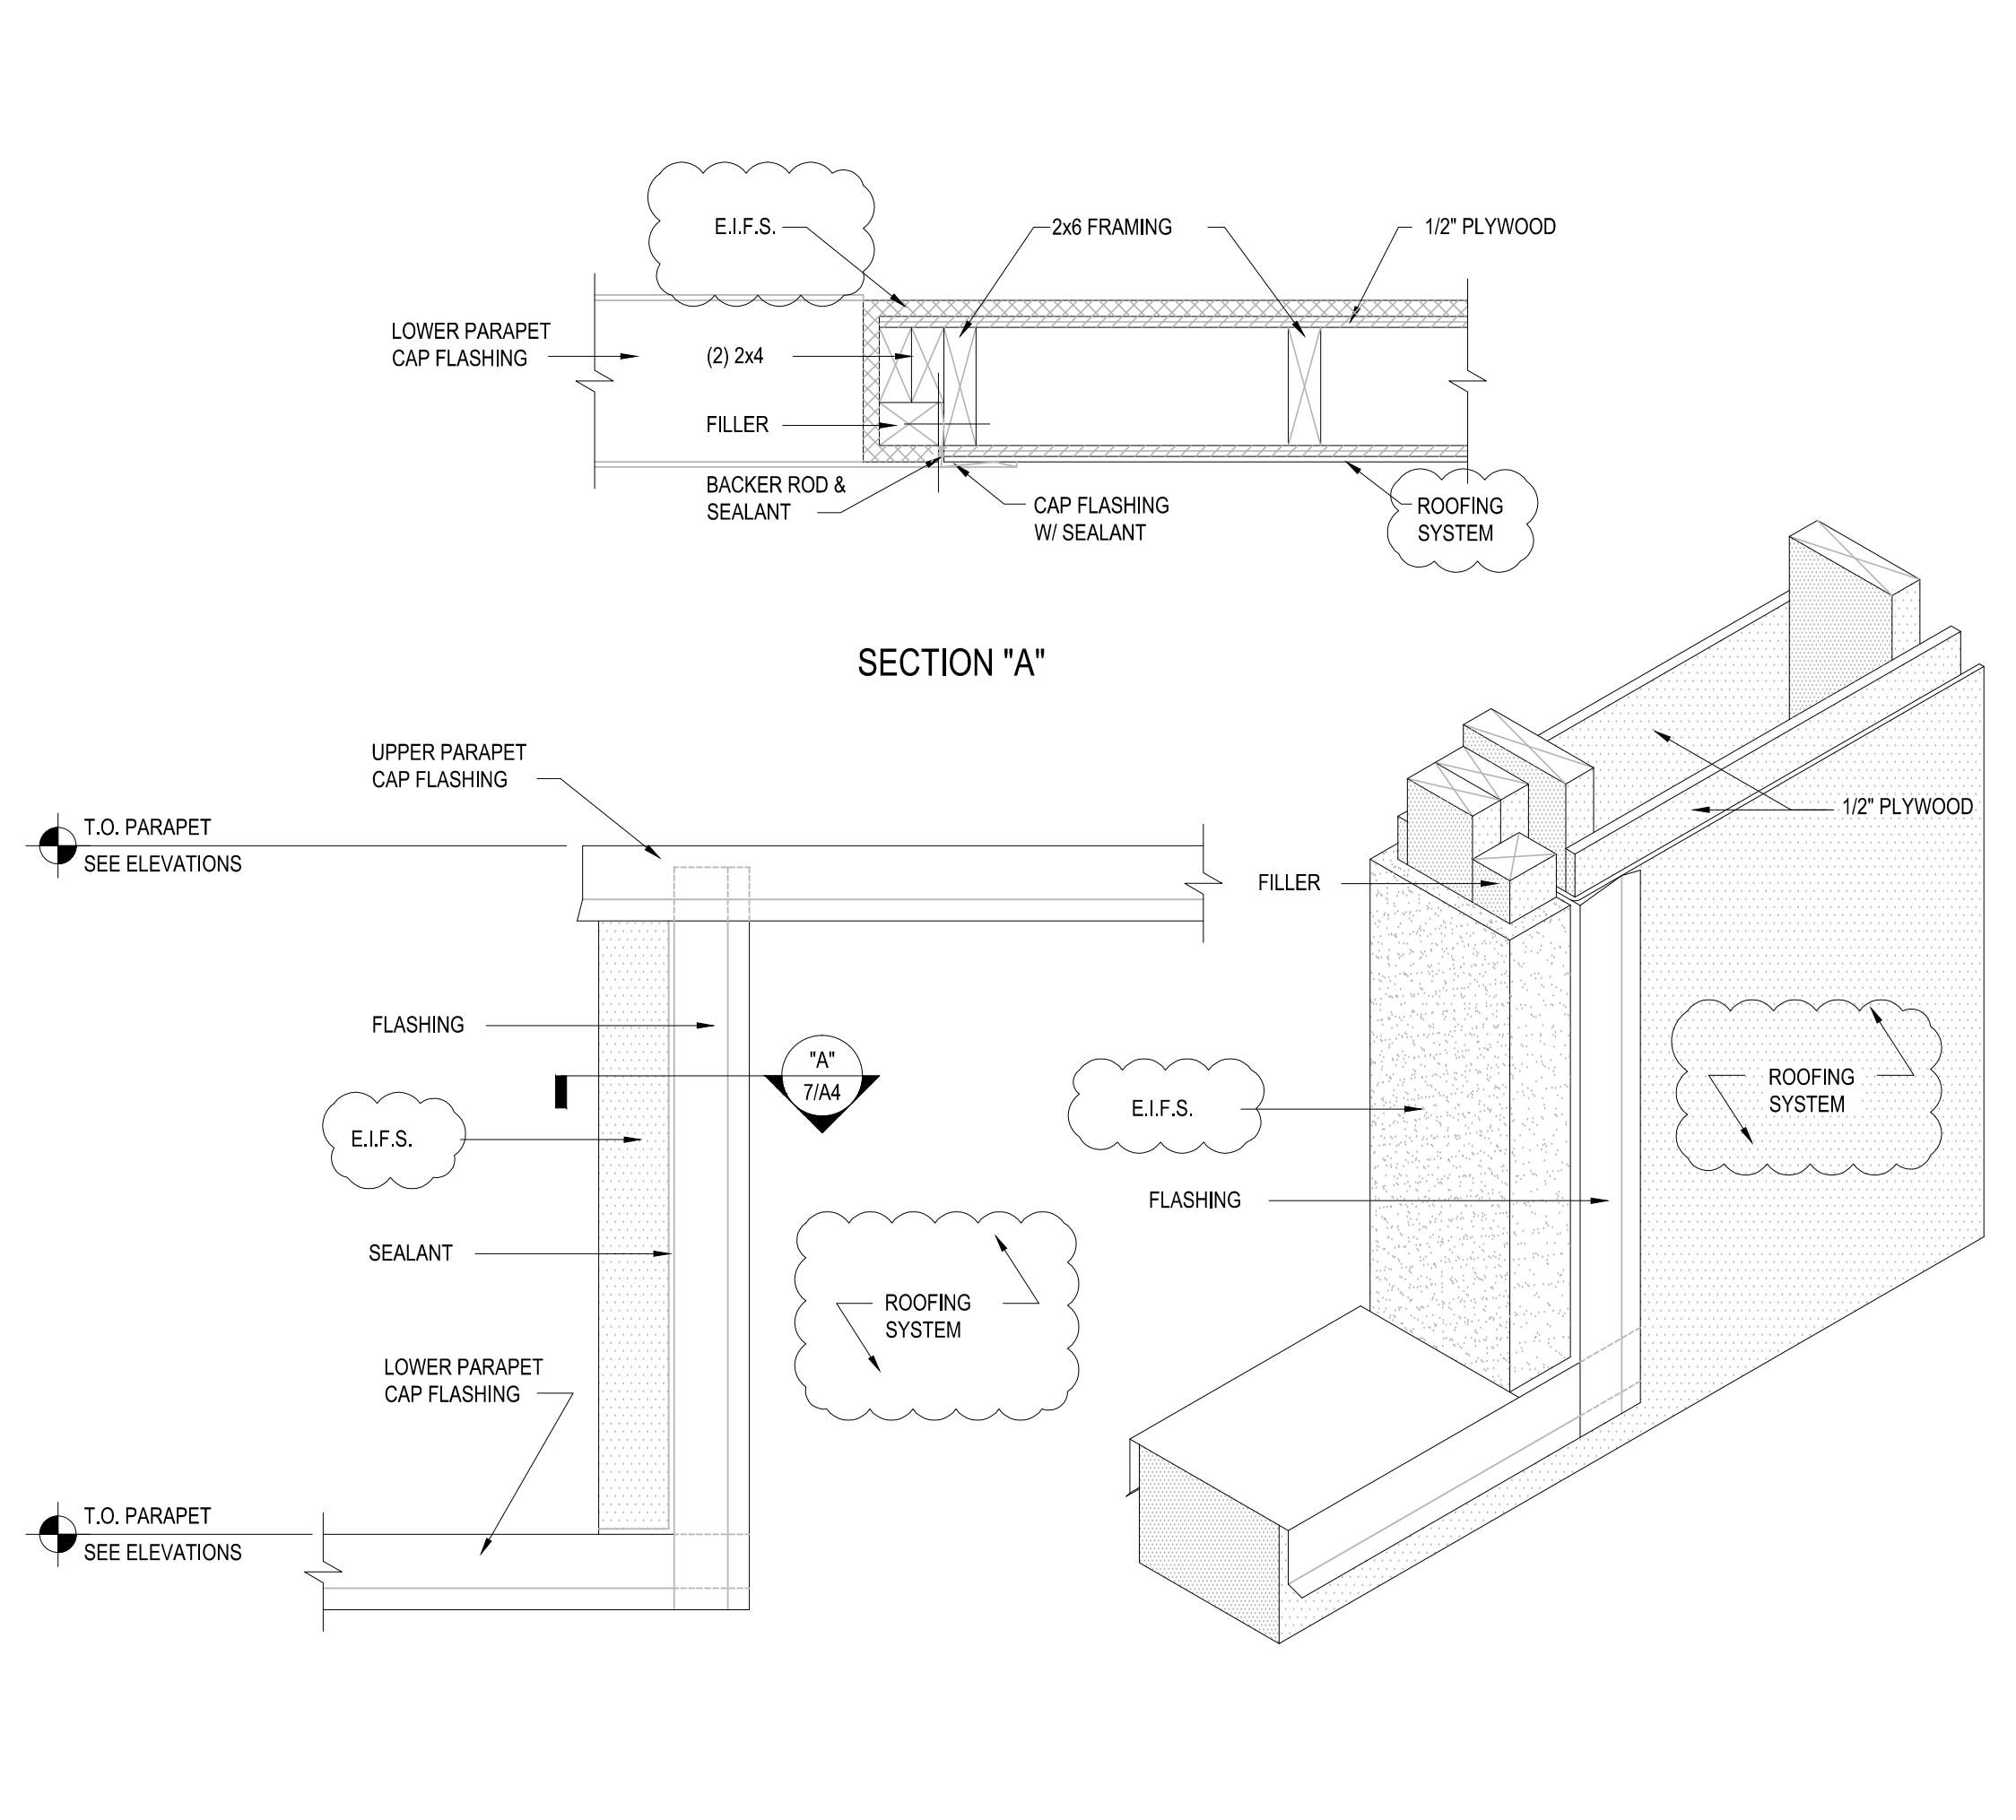 E.I.F.S.
2x6 FRAMING
1/2" PLYWOOD
LOWER PARAPET
CAP FLASHING
(2) 2x4
FILLER
BACKER ROD &
SEALANT
CAP FLASHING
W/ SEALANT
ROOFING
SYSTEM
SECTION "A"
UPPER PARAPET
CAP FLASHING
T.O. PARAPET
SEE ELEVATIONS
FLASHING
"A"
7/A4
E.I.F.S.
SEALANT
ROOFING
SYSTEM
LOWER PARAPET
CAP FLASHING
T.O. PARAPET
SEE ELEVATIONS
1/2" PLYWOOD
FILLER
ROOFING
SYSTEM
E.I.F.S.
FLASHING